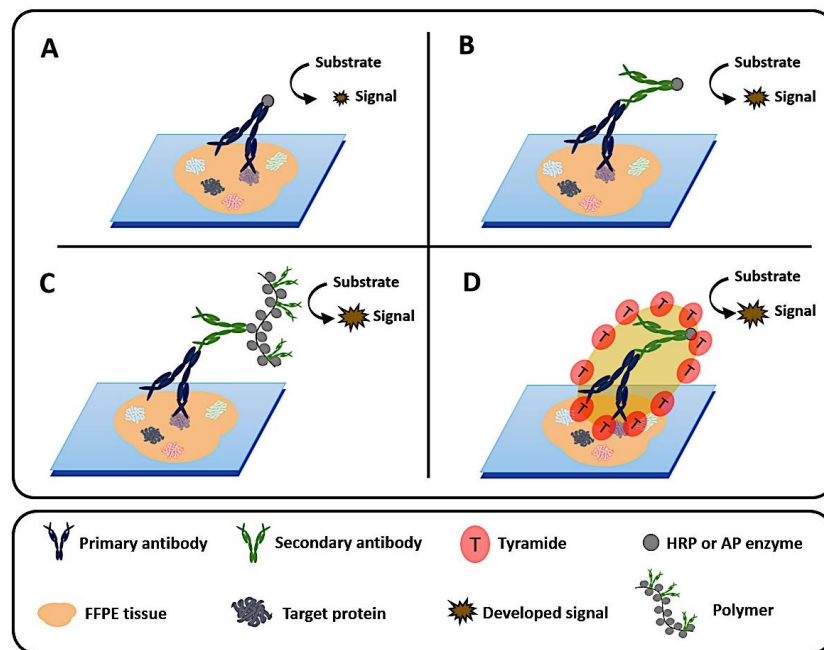 A
Substrate
Signal
B
Substrate
Signal
C
Substrate
Signal
D
Substrate
Signal
T
T
T
T
T
T
T
T
T
T
T
Primary antibody
Secondary antibody
T
Tyramide
HRP or AP enzyme
FFPE tissue
Target protein
Developed signal
Polymer